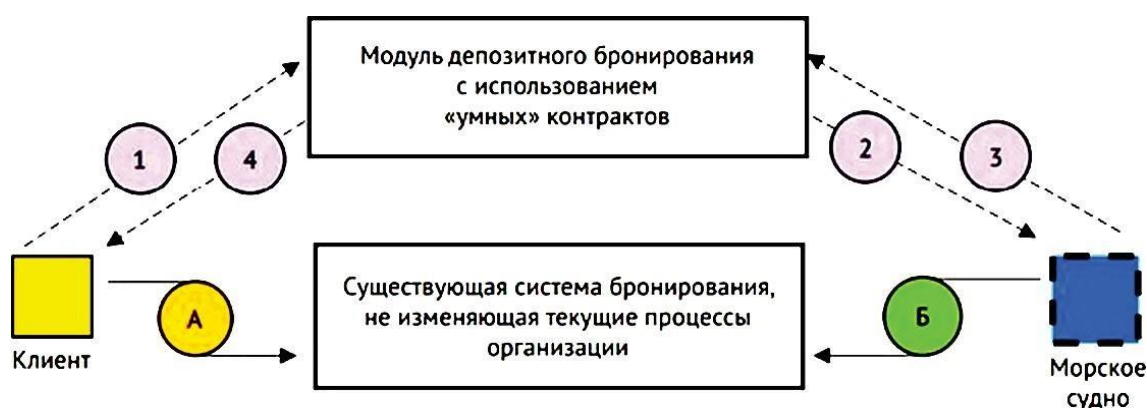 Модуль депозитного бронирования
с использованием
«умных» контрактов
1
4
2
3
Существующая система бронирования,
не изменяющая текущие процессы
организации
А
Б
Клиент
Морское
судно